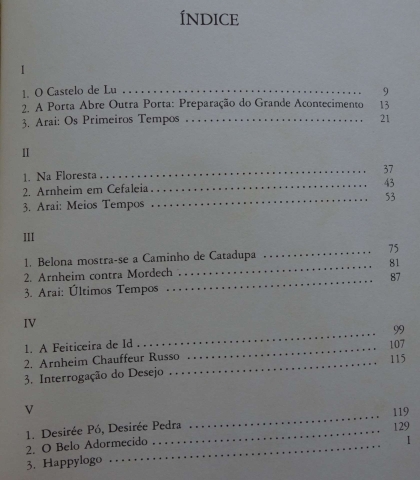 ÍNDICE
I
1. O Castelo de Lu ........................................ 9
2. A Porta Abre Outra Porta: Preparação do Grande Acontecimento 13
3. Arai: Os Primeiros Tempos .............................. 21
II
1. Na Floresta ............................................ 37
2. Arnheim em Cefaleia .................................... 43
3. Arai: Meios Tempos ..................................... 53
III
1. Belona mostra-se a Caminho de Catadupa ................. 75
2. Arnheim contra Mordech ................................. 81
3. Arai: Últimos Tempos ................................... 87
IV
1. A Feiticeira de Id ..................................... 99
2. Arnheim Chauffeur Russo ................................ 107
3. Interrogação do Desejo ................................. 115
V
1. Desirée Pó, Desirée Pedra .............................. 119
2. O Belo Adormecido ...................................... 129
3. Happylogo .............................................. I